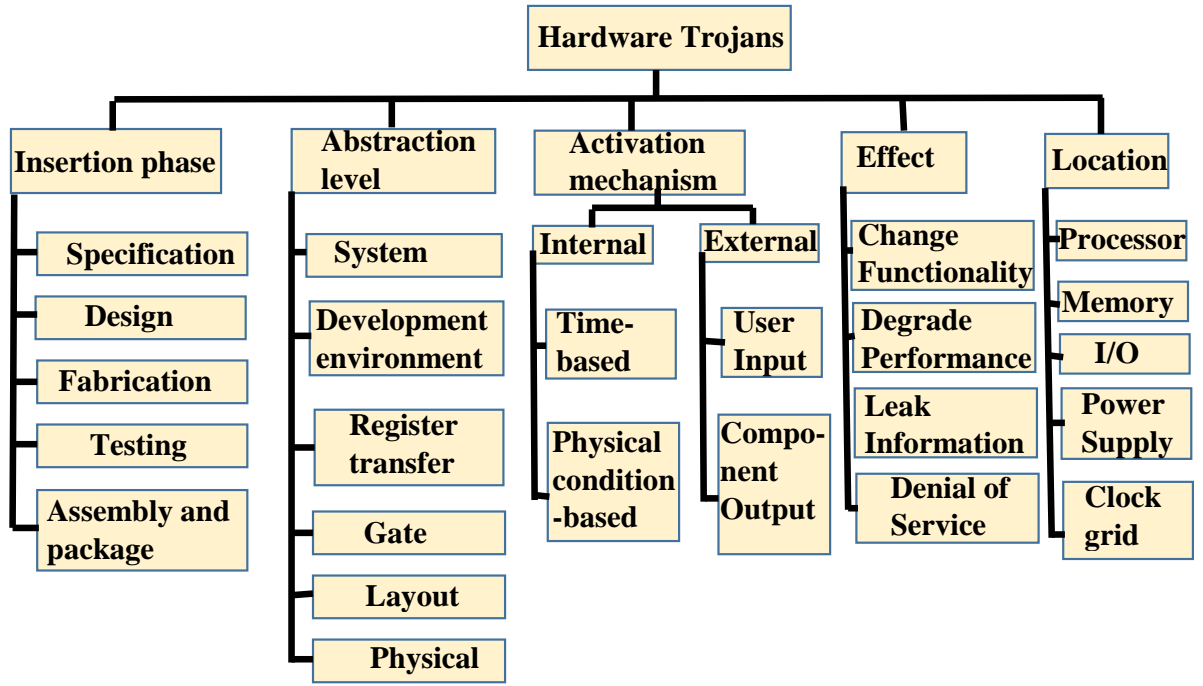 Hardware Trojans
Insertion phase
Specification
Design
Fabrication
Testing
Assembly and
package
Abstraction
level
System
Development
environment
Register
transfer
Gate
Layout
Physical
Activation
mechanism
Internal
Time-
based
Physical
condition
-based
External
User
Input
Compo-
nent
Output
Effect
Change
Functionality
Degrade
Performance
Leak
Information
Denial of
Service
Location
Processor
Memory
I/O
Power
Supply
Clock
grid